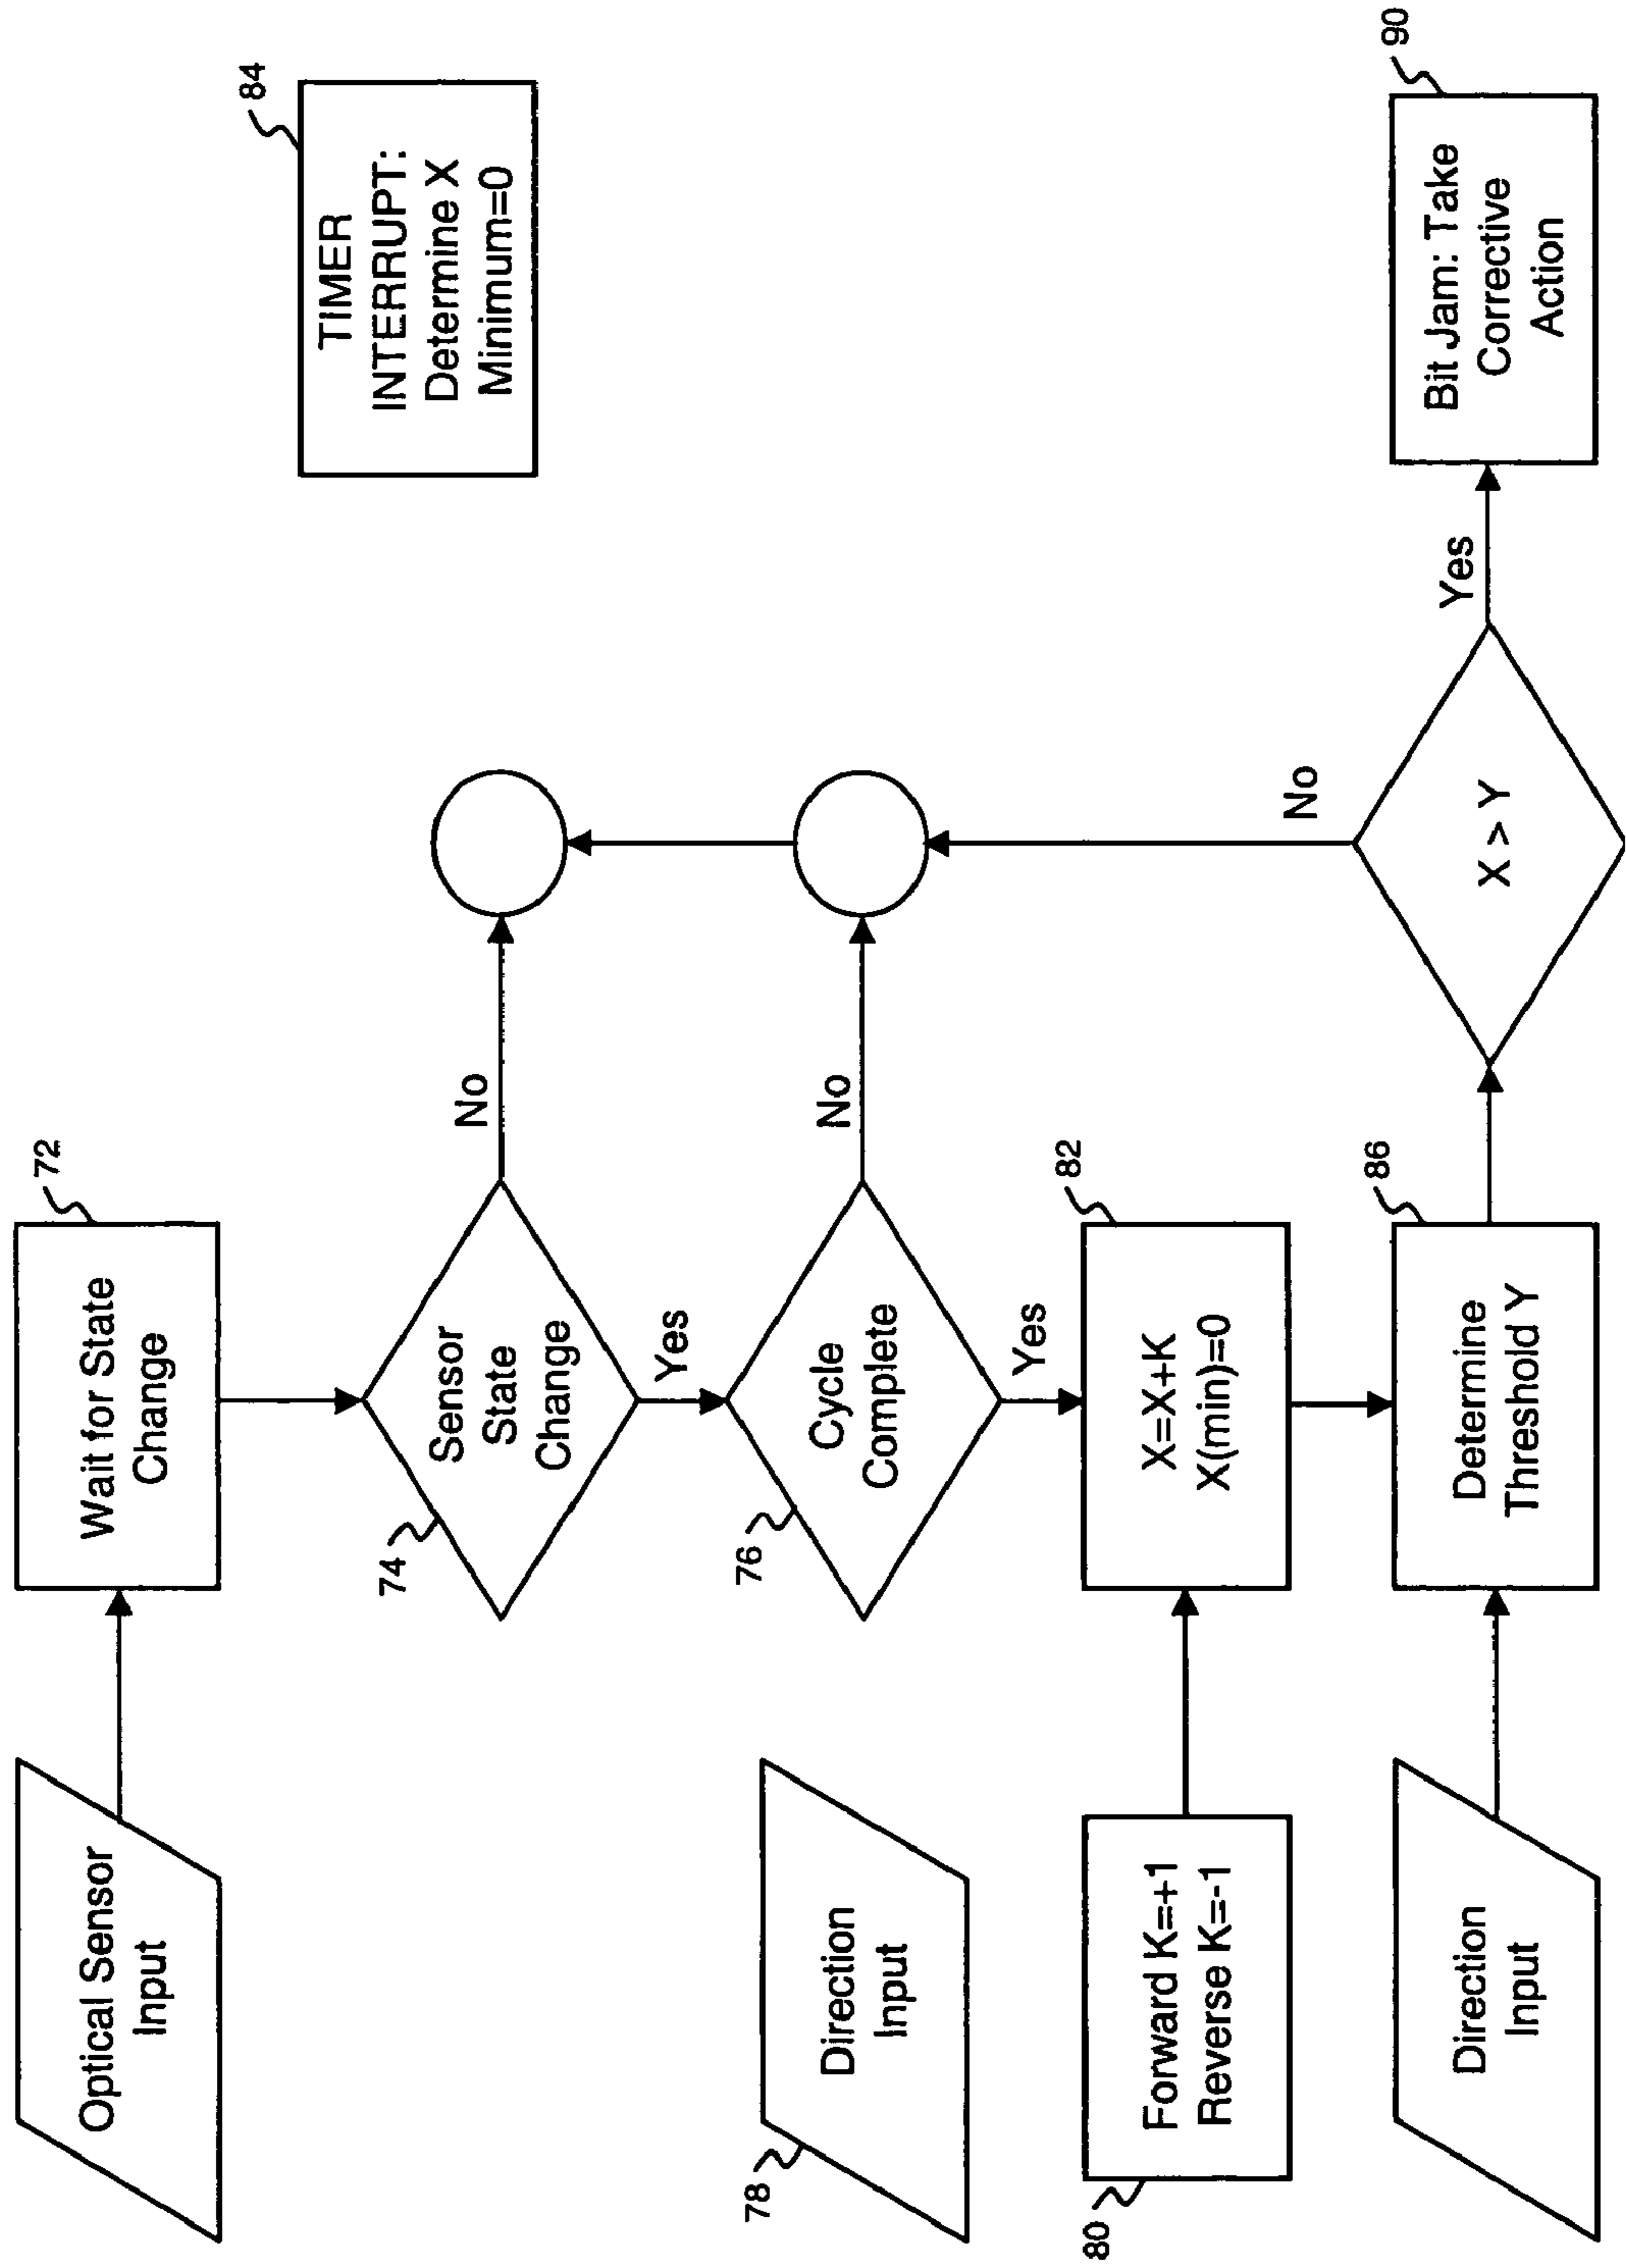 Optical Sensor
Input
Wait for State
Change
72
84
TIMER
INTERRUPT:
Determine X
Minimum=0
74
Sensor
State
Change
No
Yes
78
Direction
Input
76
Cycle
Complete
No
Yes
80
Forward K=+1
Reverse K=-1
82
X=X+K
X(min)=0
Direction
Input
86
Determine
Threshold Y
X > Y
No
Yes
90
Bit Jam: Take
Corrective
Action